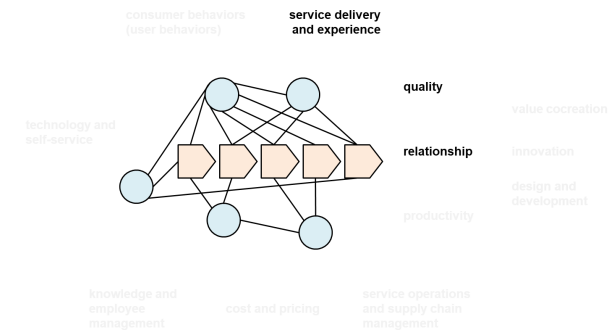 consumer behaviors
(user behaviors)
service delivery
and experience
quality
value cocreation
technology and
self-service
relationship
innovation
design and
development
productivity
knowledge and
employee
management
cost and pricing
service operations
and supply chain
management